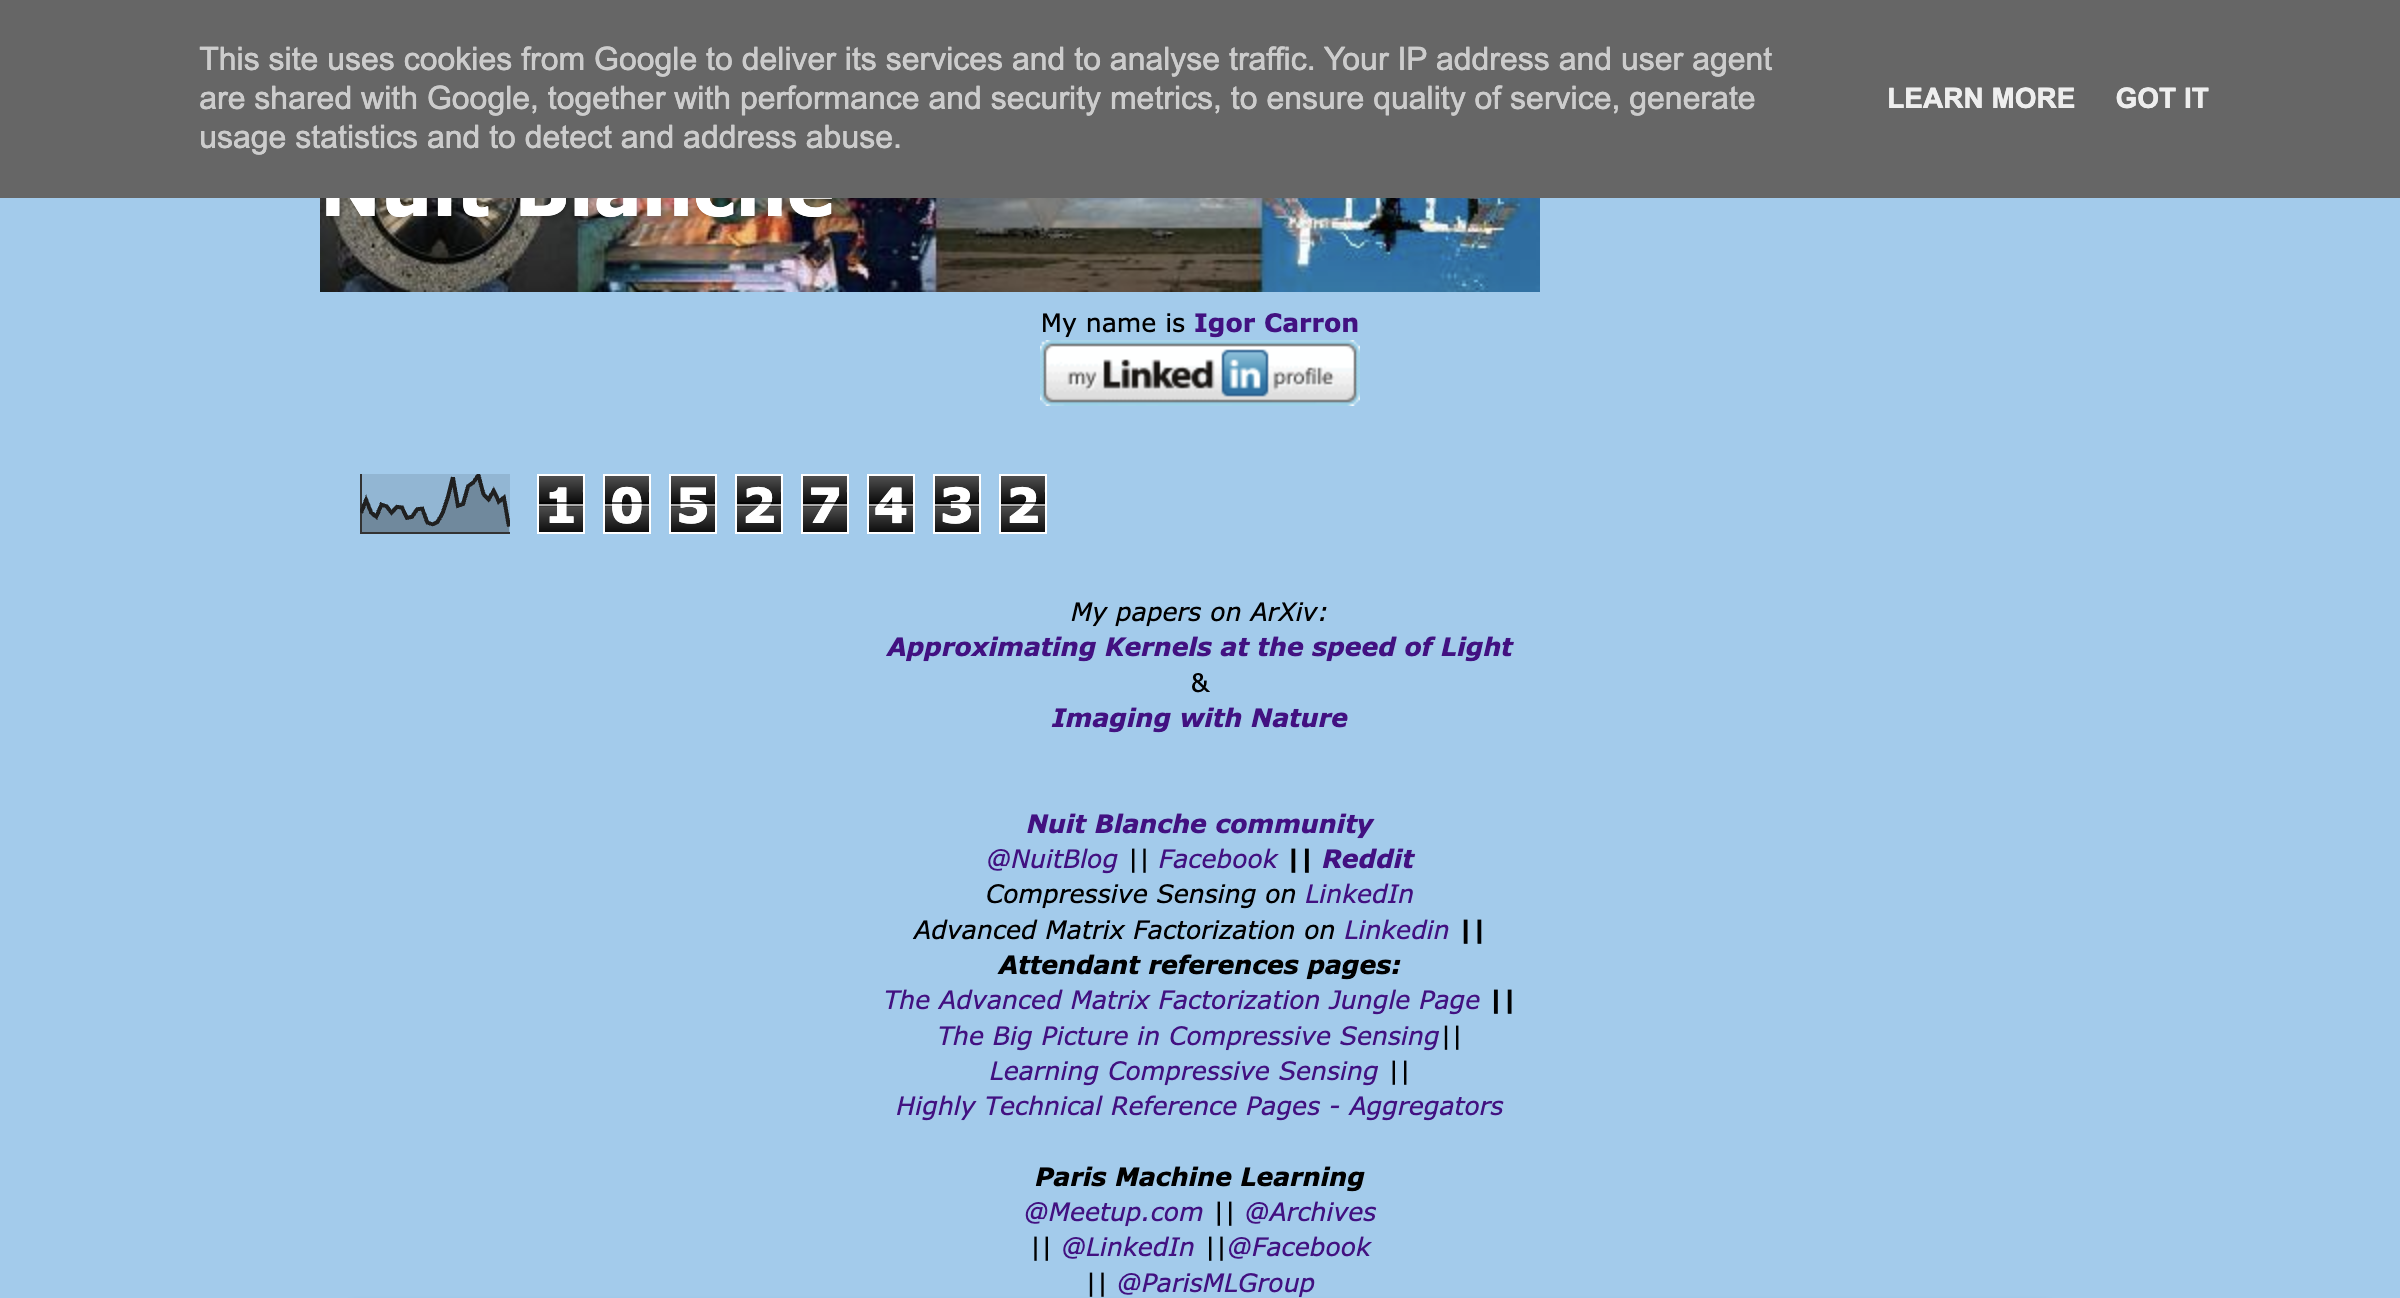 This site uses cookies from Google to deliver its services and to analyse traffic. Your IP address and user agent
are shared with Google, together with performance and security metrics, to ensure quality of service, generate
usage statistics and to detect and address abuse.
LEARN MORE GOT IT
Nuit Blanche
My name is Igor Carron
my Linked in profile
1 0 5 2 7 4 3 2
My papers on ArXiv:
Approximating Kernels at the speed of Light
&
Imaging with Nature
Nuit Blanche community
@NuitBlog || Facebook || Reddit
Compressive Sensing on LinkedIn
Advanced Matrix Factorization on Linkedin ||
Attendant references pages:
The Advanced Matrix Factorization Jungle Page ||
The Big Picture in Compressive Sensing||
Learning Compressive Sensing ||
Highly Technical Reference Pages - Aggregators
Paris Machine Learning
@Meetup.com || @Archives
|| @LinkedIn ||@Facebook
|| @ParisMLGroup